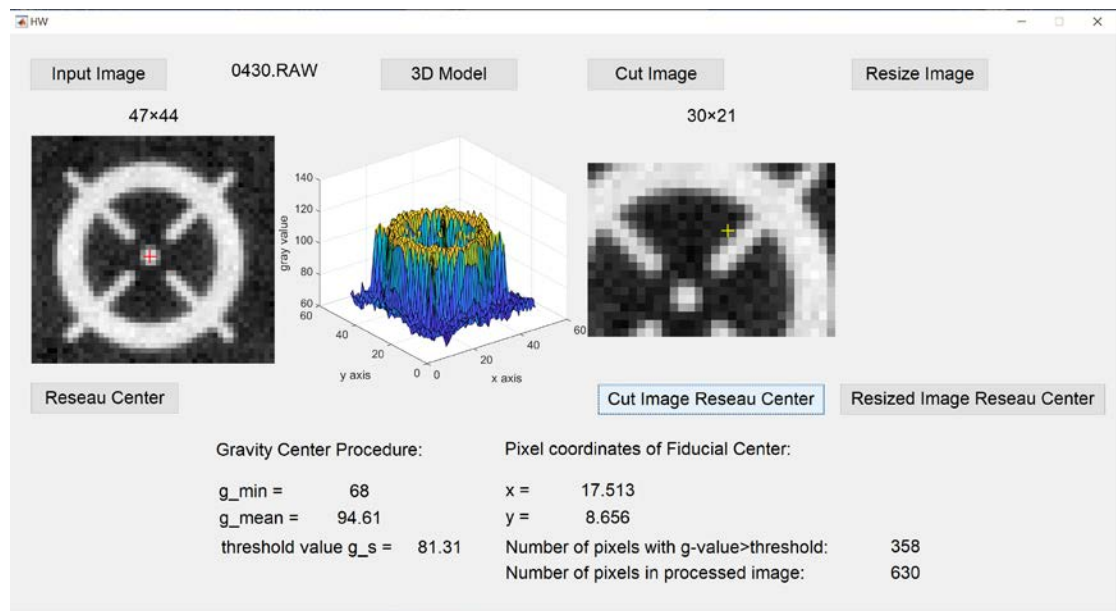 HW
Input Image 0430.RAW 3D Model Cut Image Resize Image
47×44 30×21
140
120
100
80
60
gray value
60
40
20
0
y axis
0
20
40
60
x axis
Reseau Center Cut Image Reseau Center Resized Image Reseau Center
Gravity Center Procedure: Pixel coordinates of Fiducial Center:
g_min = 68 x = 17.513
g_mean = 94.61 y = 8.656
threshold value g_s = 81.31 Number of pixels with g-value>threshold: 358
Number of pixels in processed image: 630